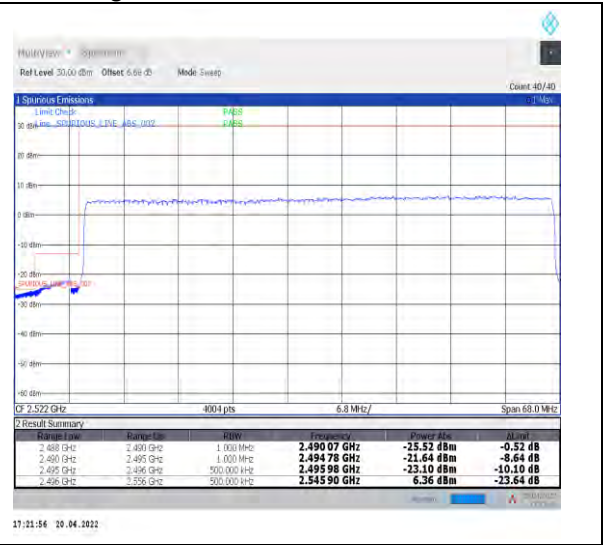 MultiView Spectrum
Ref Level 30.00 dBm Offset 6.69 dB Mode Sweep
Count 40/40
1 Spurious Emissions 1 Max
Limit Check PASS
Line _SPURIOUS_LINE_ABS_002 PASS
30 dBm
20 dBm
10 dBm
0 dBm
-10 dBm
-20 dBm
_SPURIOUS_LINE_ABS_002
-30 dBm
-40 dBm
-50 dBm
-60 dBm
CF 2.522 GHz 4004 pts 6.8 MHz/ Span 68.0 MHz
2 Result Summary
Range Low Range Up RBW Frequency Power Abs ΔLimit
2.488 GHz 2.490 GHz 1.000 MHz 2.490 07 GHz -25.52 dBm -0.52 dB
2.490 GHz 2.495 GHz 1.000 MHz 2.494 78 GHz -21.64 dBm -8.64 dB
2.495 GHz 2.496 GHz 500.000 kHz 2.495 98 GHz -23.10 dBm -10.10 dB
2.496 GHz 2.556 GHz 500.000 kHz 2.545 90 GHz 6.36 dBm -23.64 dB
17:21:56 20.04.2022